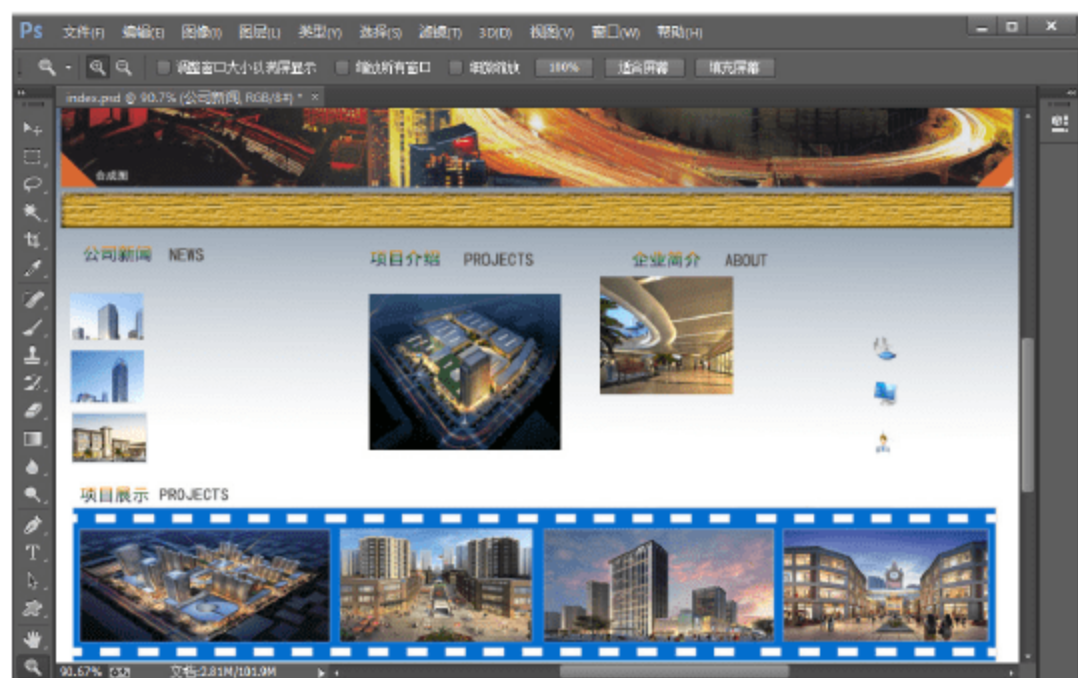 Ps 文件(F) 编辑(E) 图像(I) 图层(L) 类型(Y) 选择(S) 滤镜(T) 3D(D) 视图(V) 窗口(W) 帮助(H)
调整窗口大小以满屏显示 缩放所有窗口 细微缩放 100% 适合屏幕 填充屏幕
index.psd @ 90.7% (公司新闻, RGB/8#) * ×
合成图
公司新闻 NEWS 项目介绍 PROJECTS 企业简介 ABOUT
项目展示 PROJECTS
90.67% 文档:2.81M/101.9M